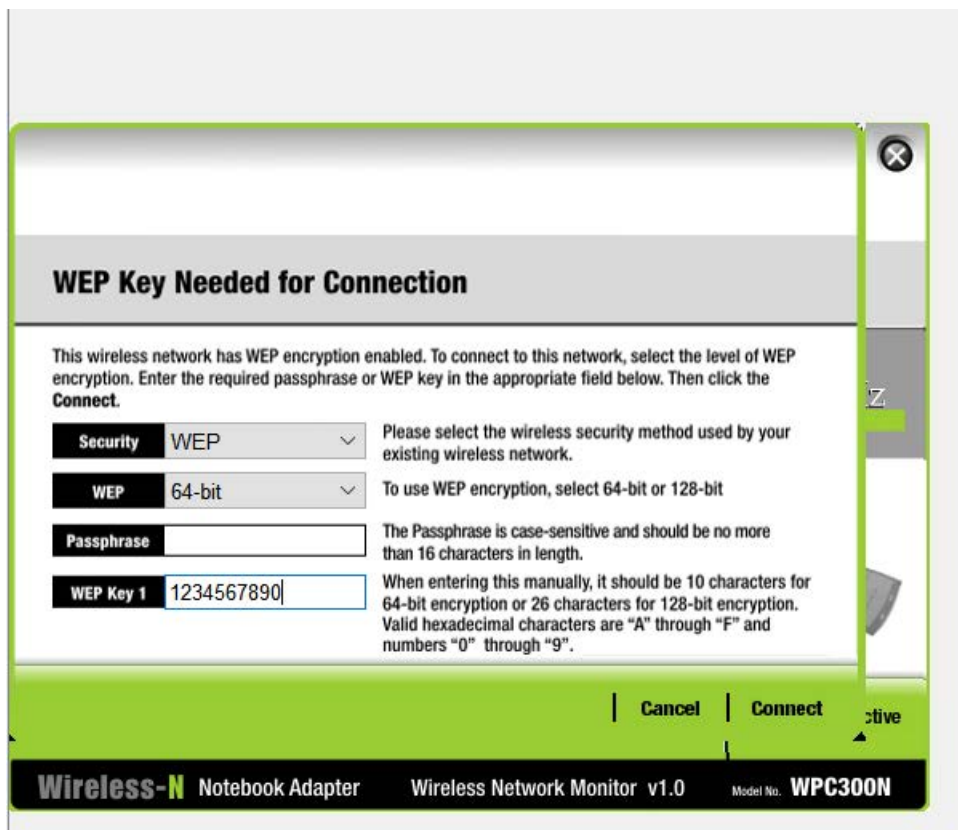 WEP Key Needed for Connection
This wireless network has WEP encryption enabled. To connect to this network, select the level of WEP
encryption. Enter the required passphrase or WEP key in the appropriate field below. Then click the
Connect.
Security WEP Please select the wireless security method used by your
existing wireless network.
WEP 64-bit To use WEP encryption, select 64-bit or 128-bit
Passphrase The Passphrase is case-sensitive and should be no more
than 16 characters in length.
WEP Key 1 1234567890 When entering this manually, it should be 10 characters for
64-bit encryption or 26 characters for 128-bit encryption.
Valid hexadecimal characters are “A” through “F” and
numbers “0” through “9”.
Cancel Connect
ctive
Wireless-N Notebook Adapter Wireless Network Monitor v1.0 Model No. WPC300N